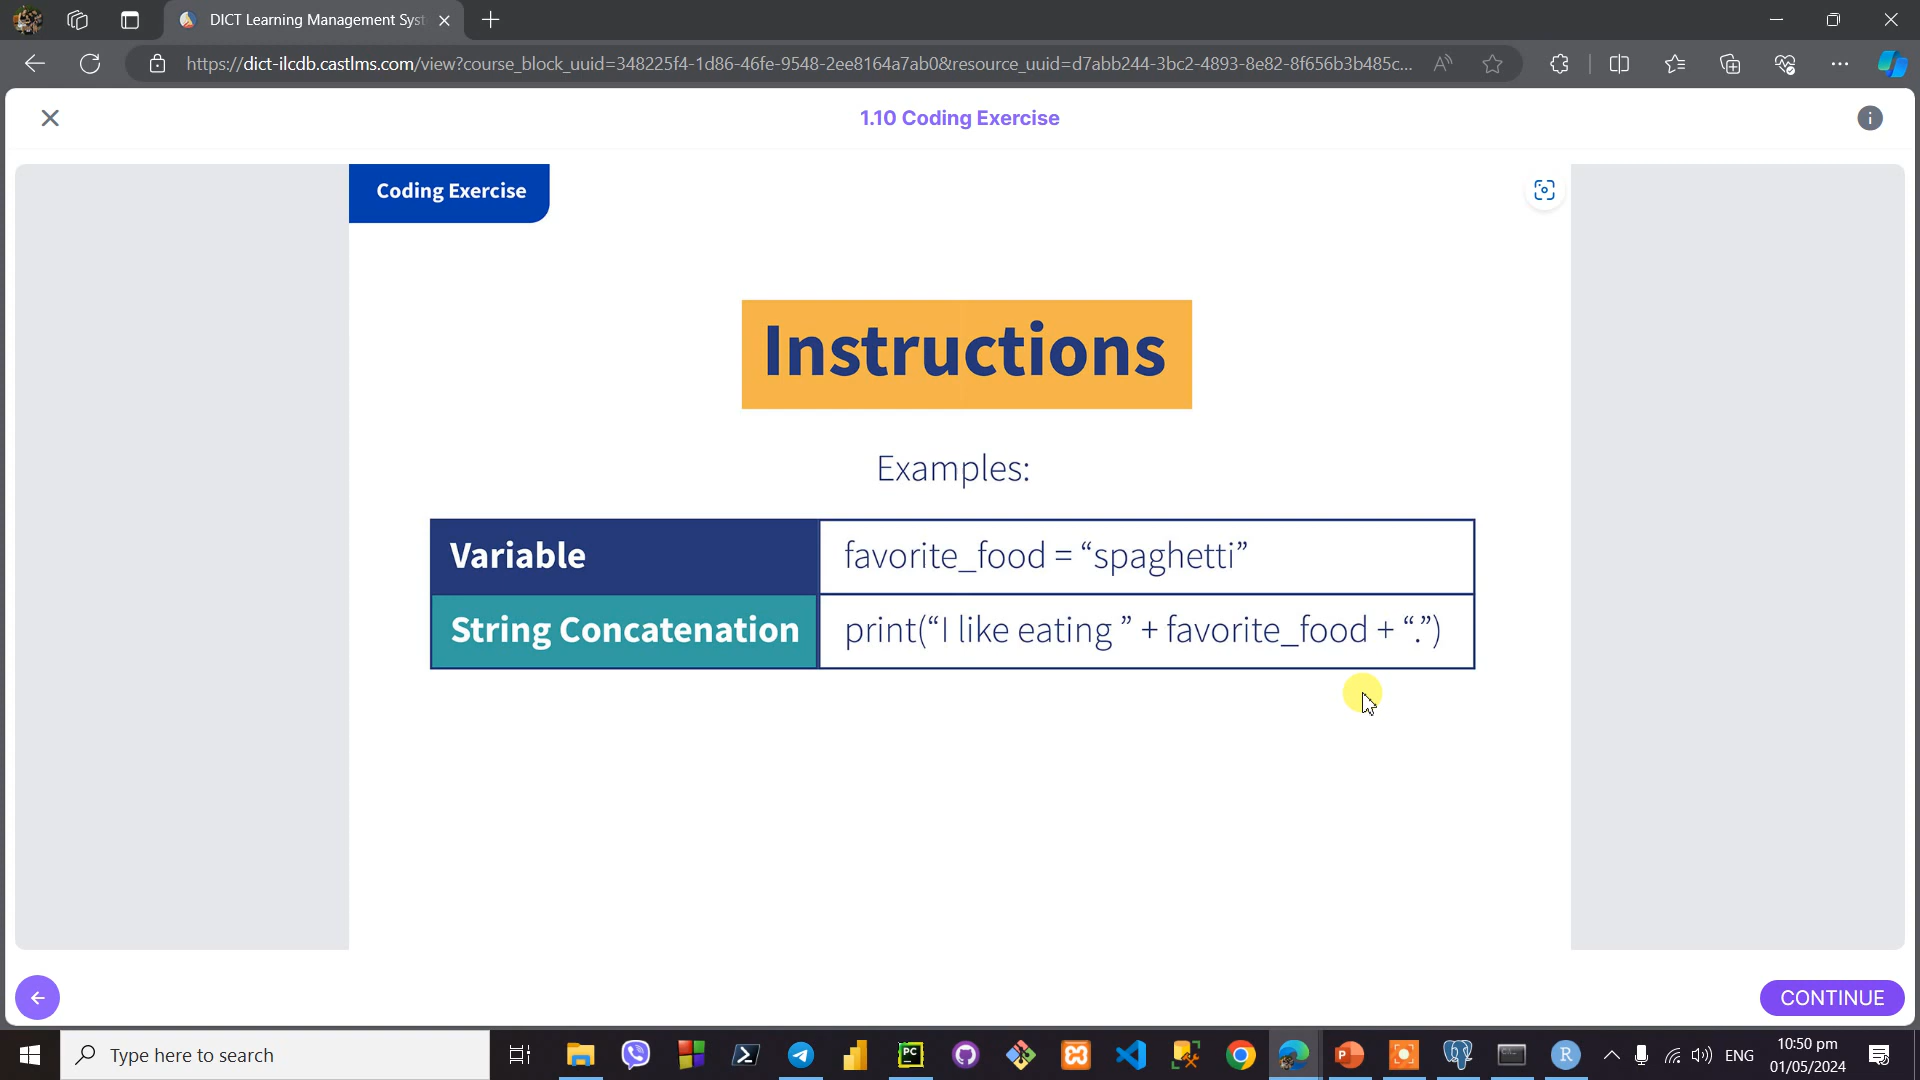 DICT Learning Management Syst
https://dict-ilcdb.castlms.com/view?course_block_uuid=348225f4-1d86-46fe-9548-2ee8164a7ab0&resource_uuid=d7abb244-3bc2-4893-8e82-8f656b3b485c...
1.10 Coding Exercise
Coding Exercise
Instructions
Examples:
Variable favorite_food = “spaghetti”
String Concatenation print(“I like eating ” + favorite_food + “.”)
CONTINUE
Type here to search
PC
R
ENG
10:50 pm
01/05/2024